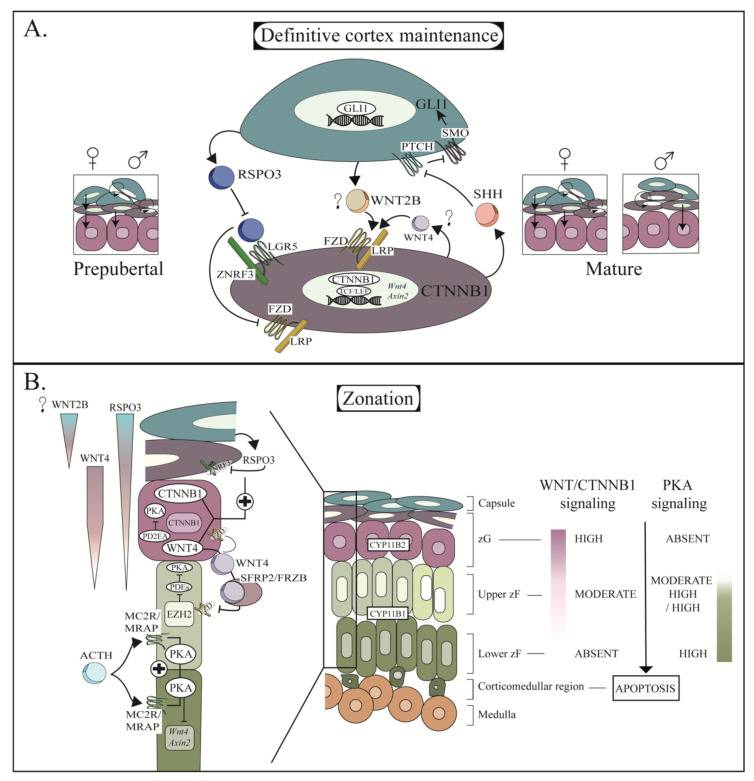 A.
Definitive cortex maintenance
GLI1
GLI1
SMO
PTCH
RSPO3
?
WNT2B
SHH
?
WNT4
LGR5
FZD
LRP
ZNRF3
CTNNB
TCF/LEF
Wnt4
Axin2
CTNNB1
FZD
LRP
♀ ♂
Prepubertal
♀ ♂
Mature
B.
Zonation
? WNT2B
RSPO3
WNT4
RSPO3
CTNNB1
PKA
CTNNB1
PD2EA
WNT4
WNT4
PKA
SFRP2/FRZB
PDEs
EZH2
MC2R/
MRAP
PKA
ACTH
PKA
MC2R/
MRAP
Wnt4
Axin2
WNT/CTNNB1
signaling
PKA
signaling
Capsule
zG
CYP11B2
HIGH
ABSENT
Upper zF
CYP11B1
MODERATE
MODERATE
HIGH
/ HIGH
Lower zF
ABSENT
HIGH
Corticomedullar region
APOPTOSIS
Medulla